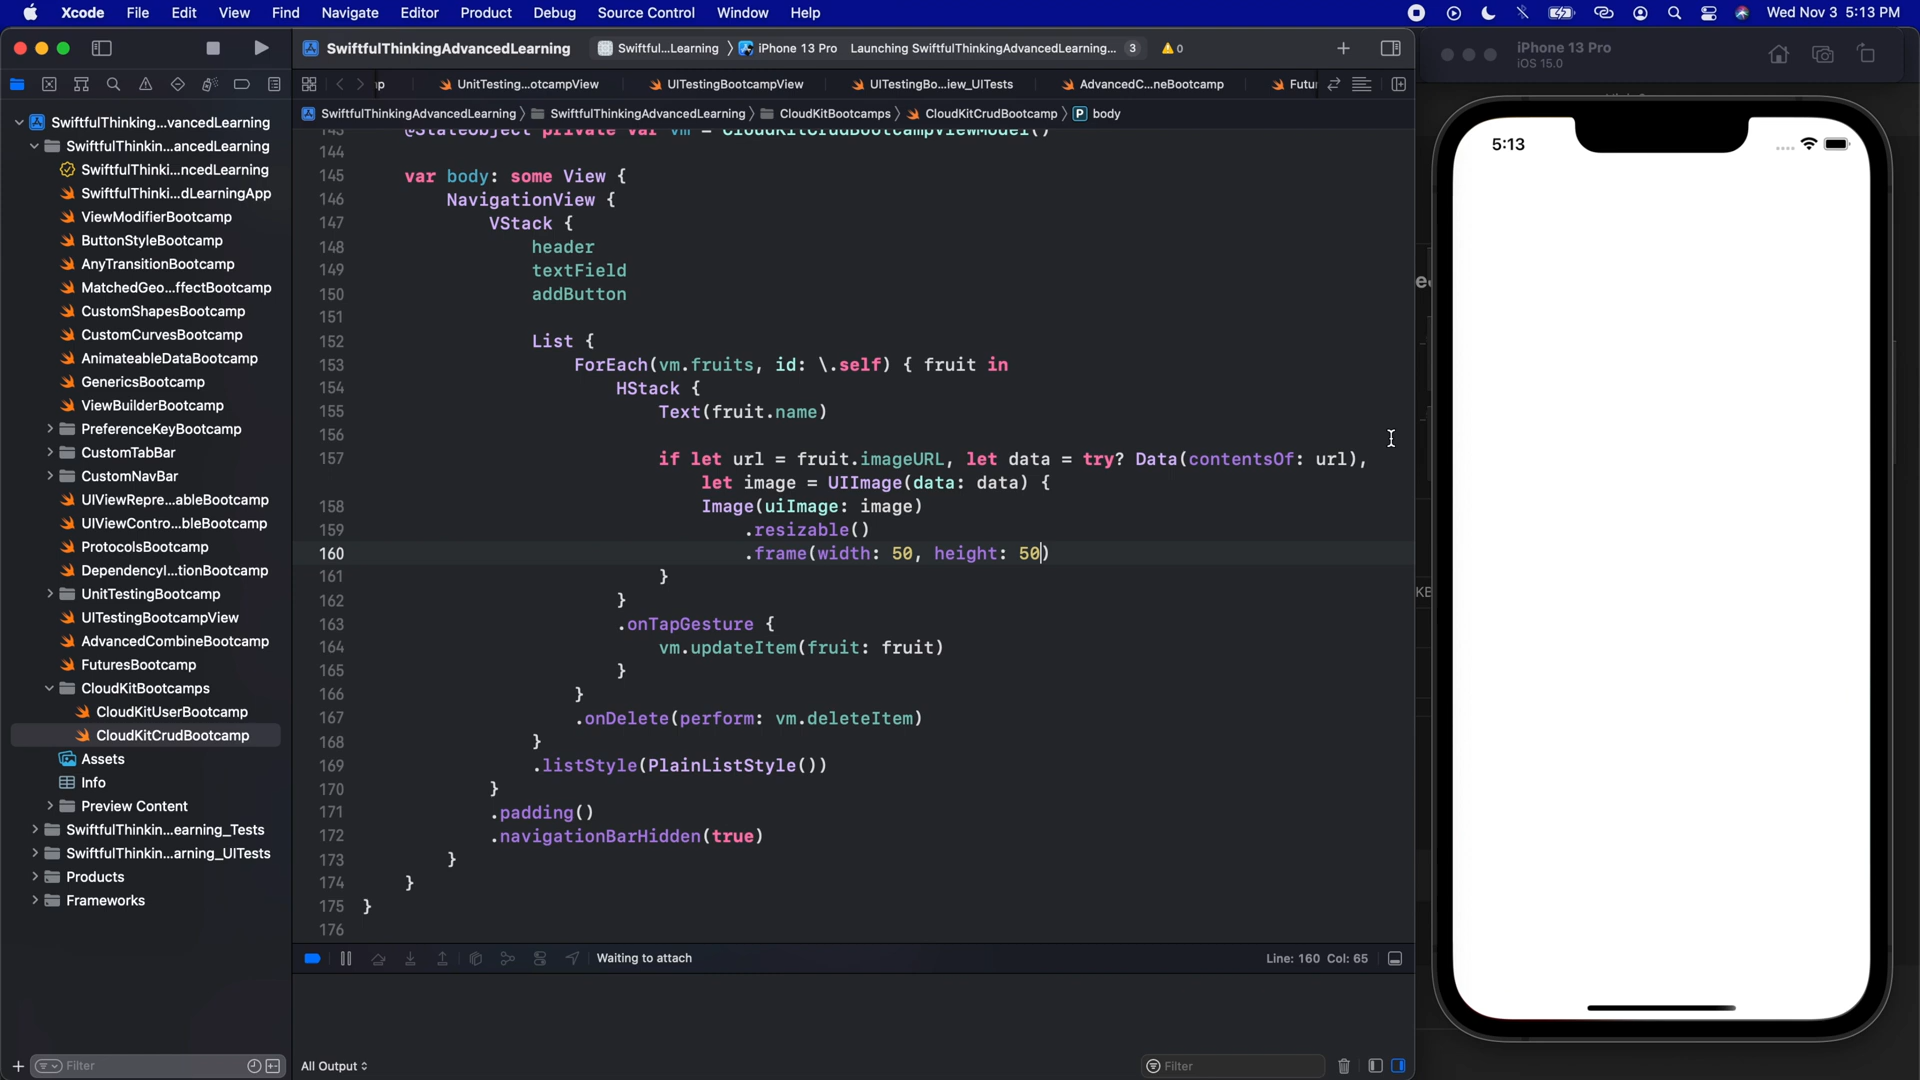 Xcode File Edit View Find Navigate Editor Product Debug Source Control Window Help Wed Nov 3 5:13 PM
SwiftfulThinkingAdvancedLearning Swiftful...Learning iPhone 13 Pro Launching SwiftfulThinkingAdvancedLearning... 3 0
iPhone 13 Pro
iOS 15.0
UnitTesting...otcampView UITestingBootcampView UITestingBo...iew_UITests AdvancedC...neBootcamp Futu
SwiftfulThinkingAdvancedLearning SwiftfulThinkingAdvancedLearning CloudKitBootcamps CloudKitCrudBootcamp P body
SwiftfulThinking...vancedLearning
SwiftfulThinkin...ancedLearning
SwiftfulThinki...ncedLearning
SwiftfulThinki...dLearningApp
ViewModifierBootcamp
ButtonStyleBootcamp
AnyTransitionBootcamp
MatchedGeo...ffectBootcamp
CustomShapesBootcamp
CustomCurvesBootcamp
AnimateableDataBootcamp
GenericsBootcamp
ViewBuilderBootcamp
PreferenceKeyBootcamp
CustomTabBar
CustomNavBar
UIViewRepre...ableBootcamp
UIViewContro...bleBootcamp
ProtocolsBootcamp
DependencyI...tionBootcamp
UnitTestingBootcamp
UITestingBootcampView
AdvancedCombineBootcamp
FuturesBootcamp
CloudKitBootcamps
CloudKitUserBootcamp
CloudKitCrudBootcamp
Assets
Info
Preview Content
SwiftfulThinkin...earning_Tests
SwiftfulThinkin...arning_UITests
Products
Frameworks
Filter
143 @StateObject private var vm = CloudKitCrudBootcampViewModel()
144
145 var body: some View {
146 NavigationView {
147 VStack {
148 header
149 textField
150 addButton
151
152 List {
153 ForEach(vm.fruits, id: \.self) { fruit in
154 HStack {
155 Text(fruit.name)
156
157 if let url = fruit.imageURL, let data = try? Data(contentsOf: url),
let image = UIImage(data: data) {
158 Image(uiImage: image)
159 .resizable()
160 .frame(width: 50, height: 50)
161 }
162 }
163 .onTapGesture {
164 vm.updateItem(fruit: fruit)
165 }
166 }
167 .onDelete(perform: vm.deleteItem)
168 }
169 .listStyle(PlainListStyle())
170 }
171 .padding()
172 .navigationBarHidden(true)
173 }
174 }
175 }
176
Waiting to attach Line: 160 Col: 65
All Output Filter
5:13